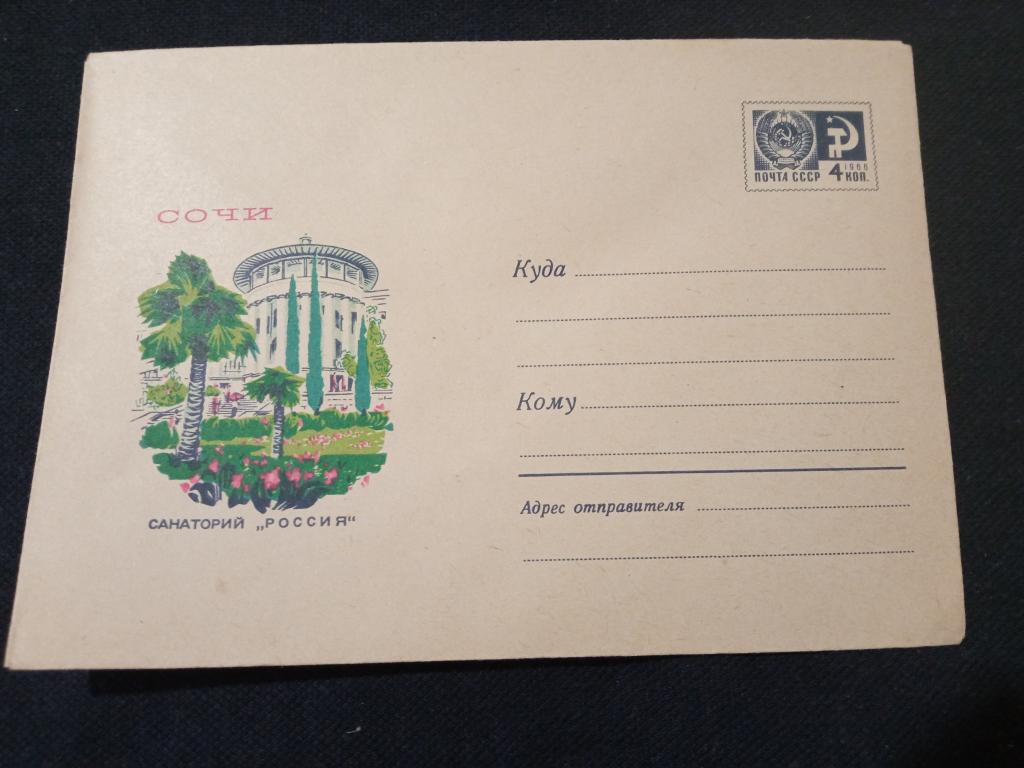 1966
ПОЧТА СССР 4 КОП.
СОЧИ
САНАТОРИЙ „РОССИЯ“
Куда
Кому
Адрес отправителя